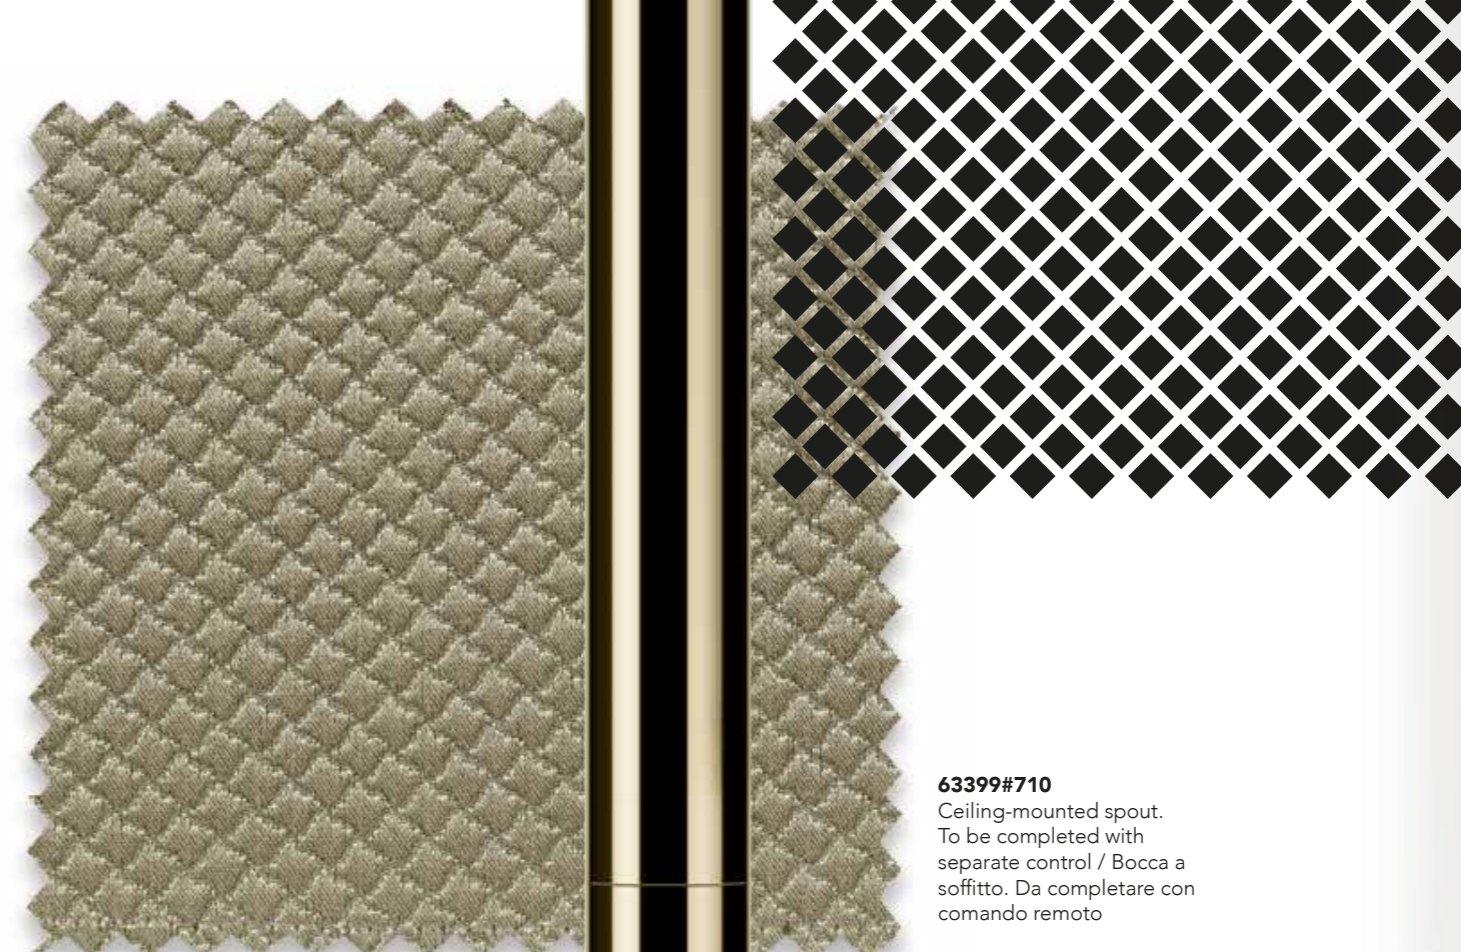 63399#710
Ceiling-mounted spout.
To be completed with
separate control / Bocca a
soffitto. Da completare con
comando remoto